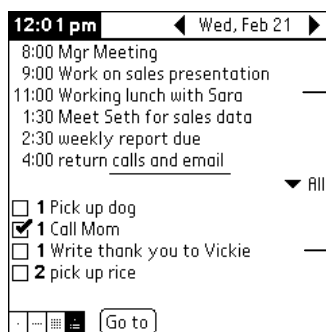 12:01 pm Wed, Feb 21
8:00 Mgr Meeting
9:00 Work on sales presentation
11:00 Working lunch with Sara
1:30 Meet Seth for sales data
2:30 weekly report due
4:00 return calls and email
All
1 Pick up dog
1 Call Mom
1 Write thank you to Vickie
2 pick up rice
Go to